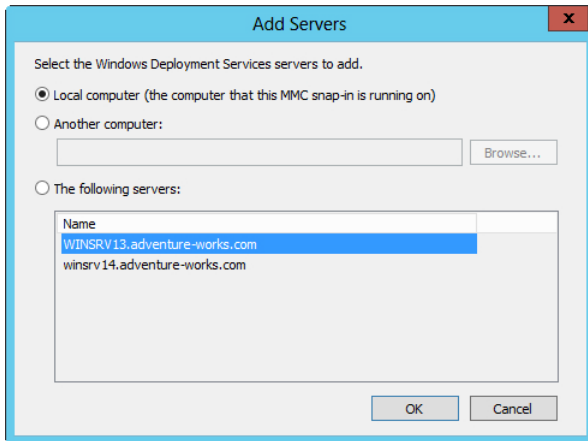 Add Servers
x
Select the Windows Deployment Services servers to add.
Local computer (the computer that this MMC snap-in is running on)
Another computer:
Browse...
The following servers:
Name
WINSRV13.adventure-works.com
winsrv14.adventure-works.com
OK Cancel